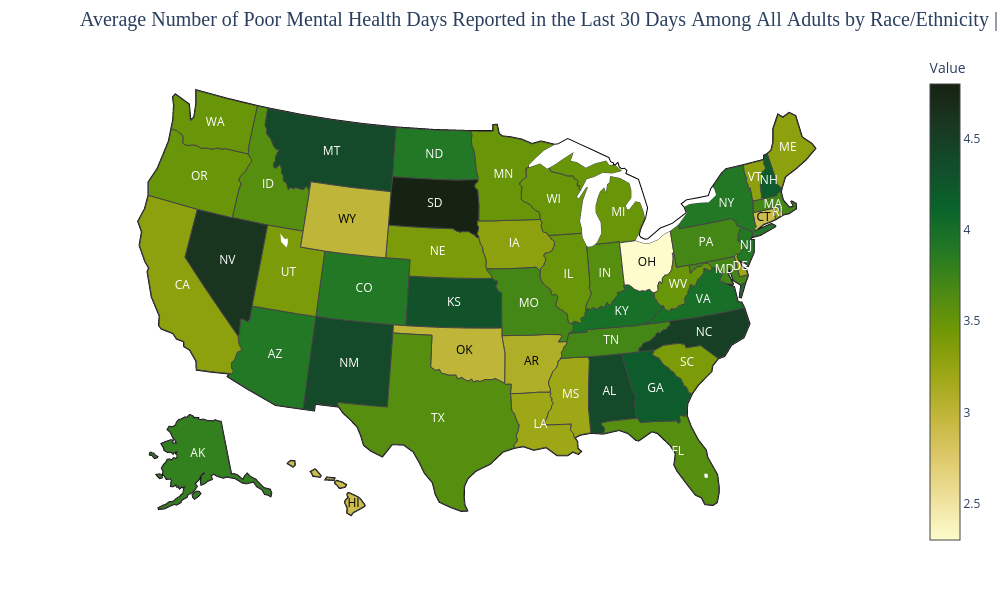 Average Number of Poor Mental Health Days Reported in the Last 30 Days Among All Adults by Race/Ethnicity |
Value
WA
MT
ND
MN
ME
OR
ID
SD
WI
MI
VT
NH
WY
NY
MA
CT
RI
NV
NE
IA
PA
NJ
CA
UT
CO
IL
IN
OH
MD
DE
KS
MO
WV
KY
VA
AZ
NM
OK
AR
TN
NC
SC
AL
GA
MS
TX
LA
FL
AK
HI
4.5
4
3.5
3
2.5